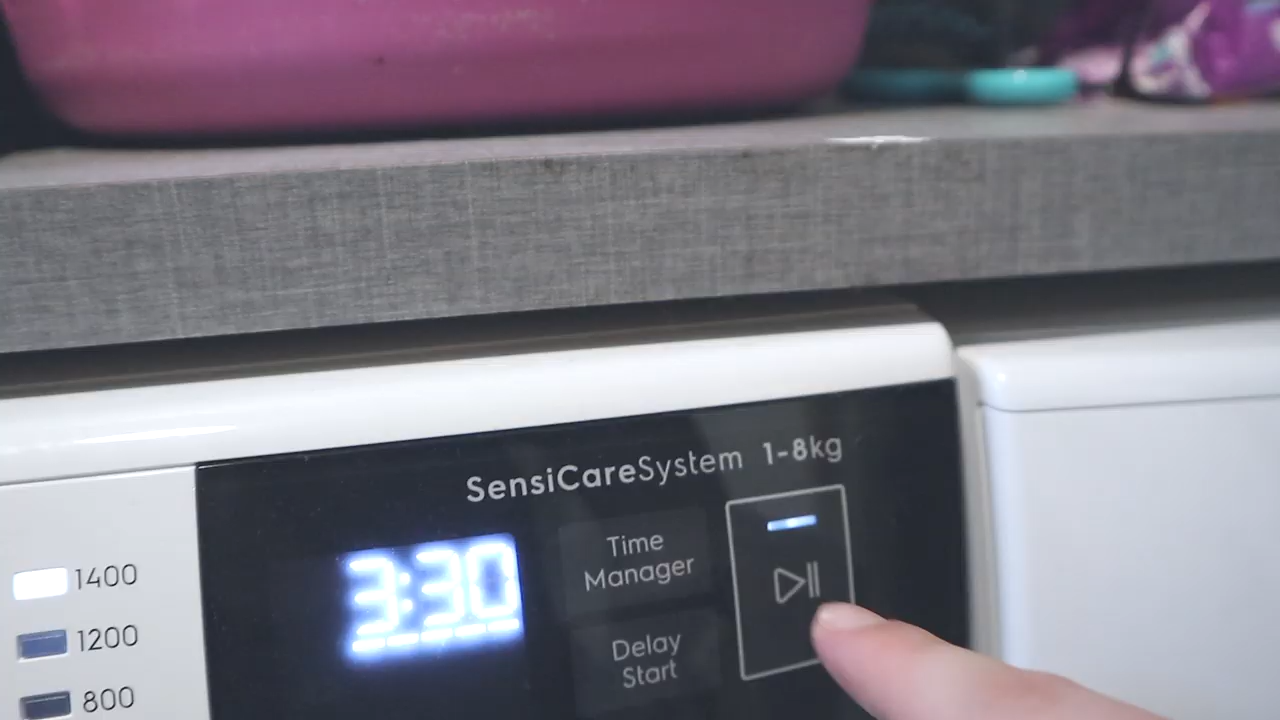 SensiCareSystem 1-8kg
3:30
Time
Manager
Delay
Start
1400
1200
800